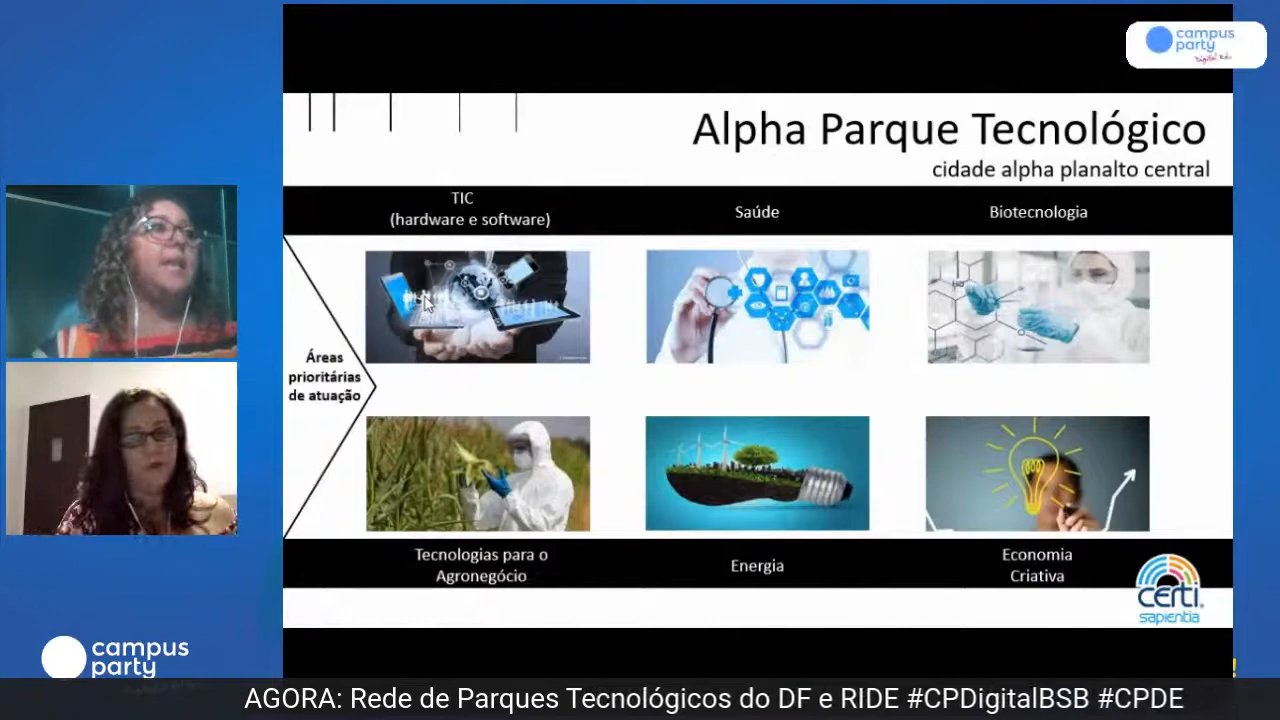 campus
party
Digital
Alpha Parque Tecnológico
cidade alpha planalto central
TIC
(hardware e software)
Saúde
Biotecnologia
HO
O
Áreas
prioritárias
de atuação
Tecnologias para o
Agronegócio
Energia
Economia
Criativa
CERTI
sapientia
campus
party
AGORA: Rede de Parques Tecnológicos do DF e RIDE #CPDigitalBSB #CPDE